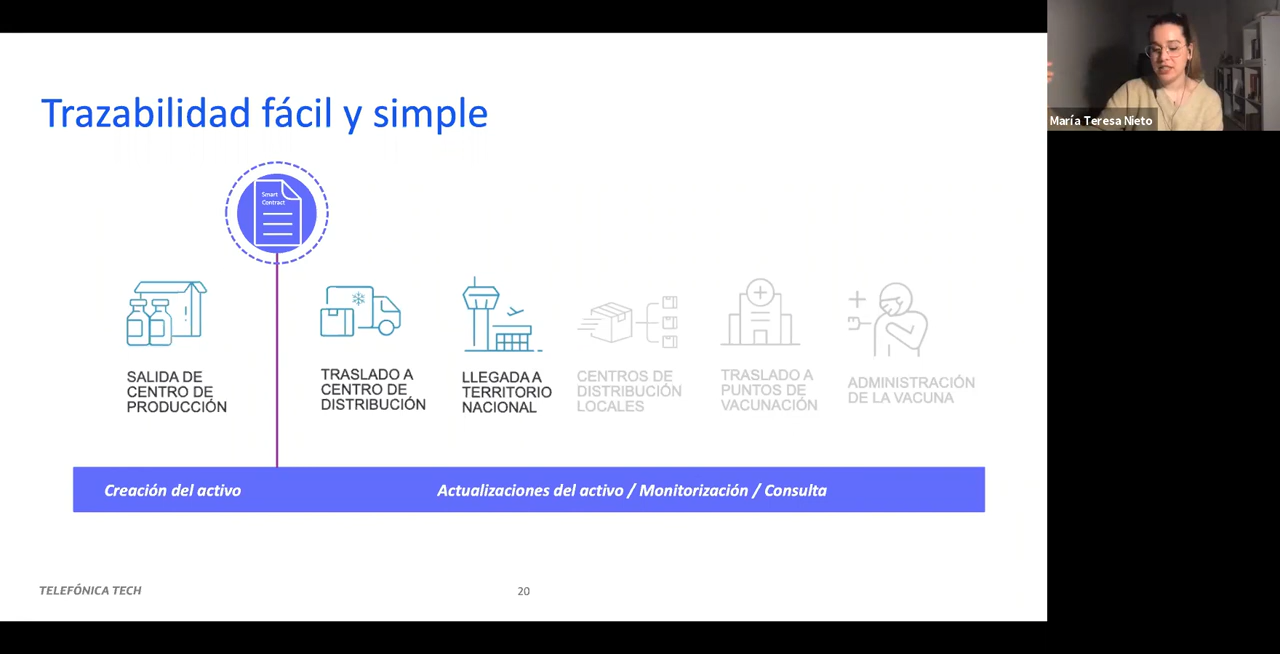 María Teresa Nieto
Trazabilidad fácil y simple
Smart
Contract
SALIDA DE
CENTRO DE
PRODUCCIÓN
TRASLADO A
CENTRO DE
DISTRIBUCIÓN
LLEGADA A
TERRITORIO
NACIONAL
CENTROS DE
DISTRIBUCIÓN
LOCALES
TRASLADO A
PUNTOS DE
VACUNACIÓN
ADMINISTRACIÓN
DE LA VACUNA
Creación del activo
Actualizaciones del activo / Monitorización / Consulta
TELEFÓNICA TECH
20